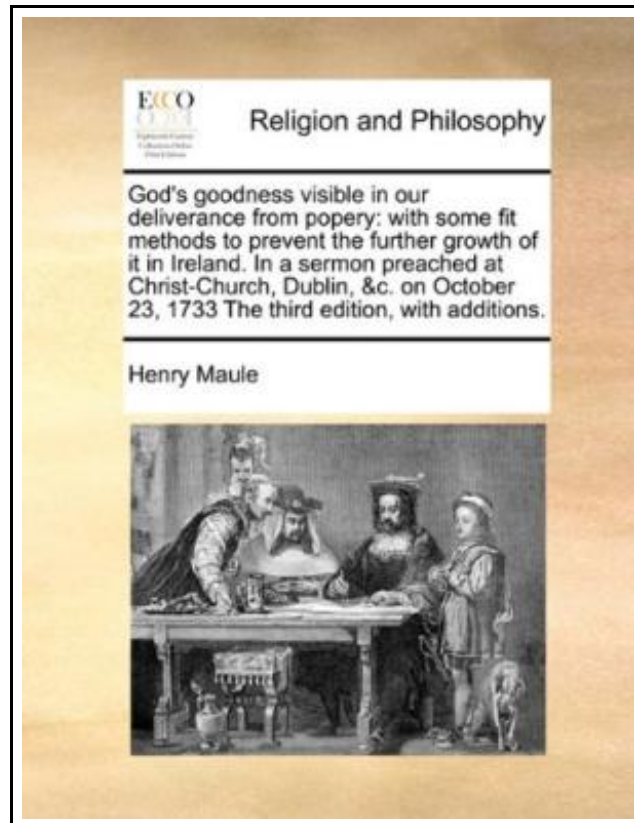 ECCO
Religion and Philosophy
God's goodness visible in our
deliverance from popery: with some fit
methods to prevent the further growth of
it in Ireland. In a sermon preached at
Christ-Church, Dublin, &c. on October
23, 1733 The third edition, with additions.
Henry Maule